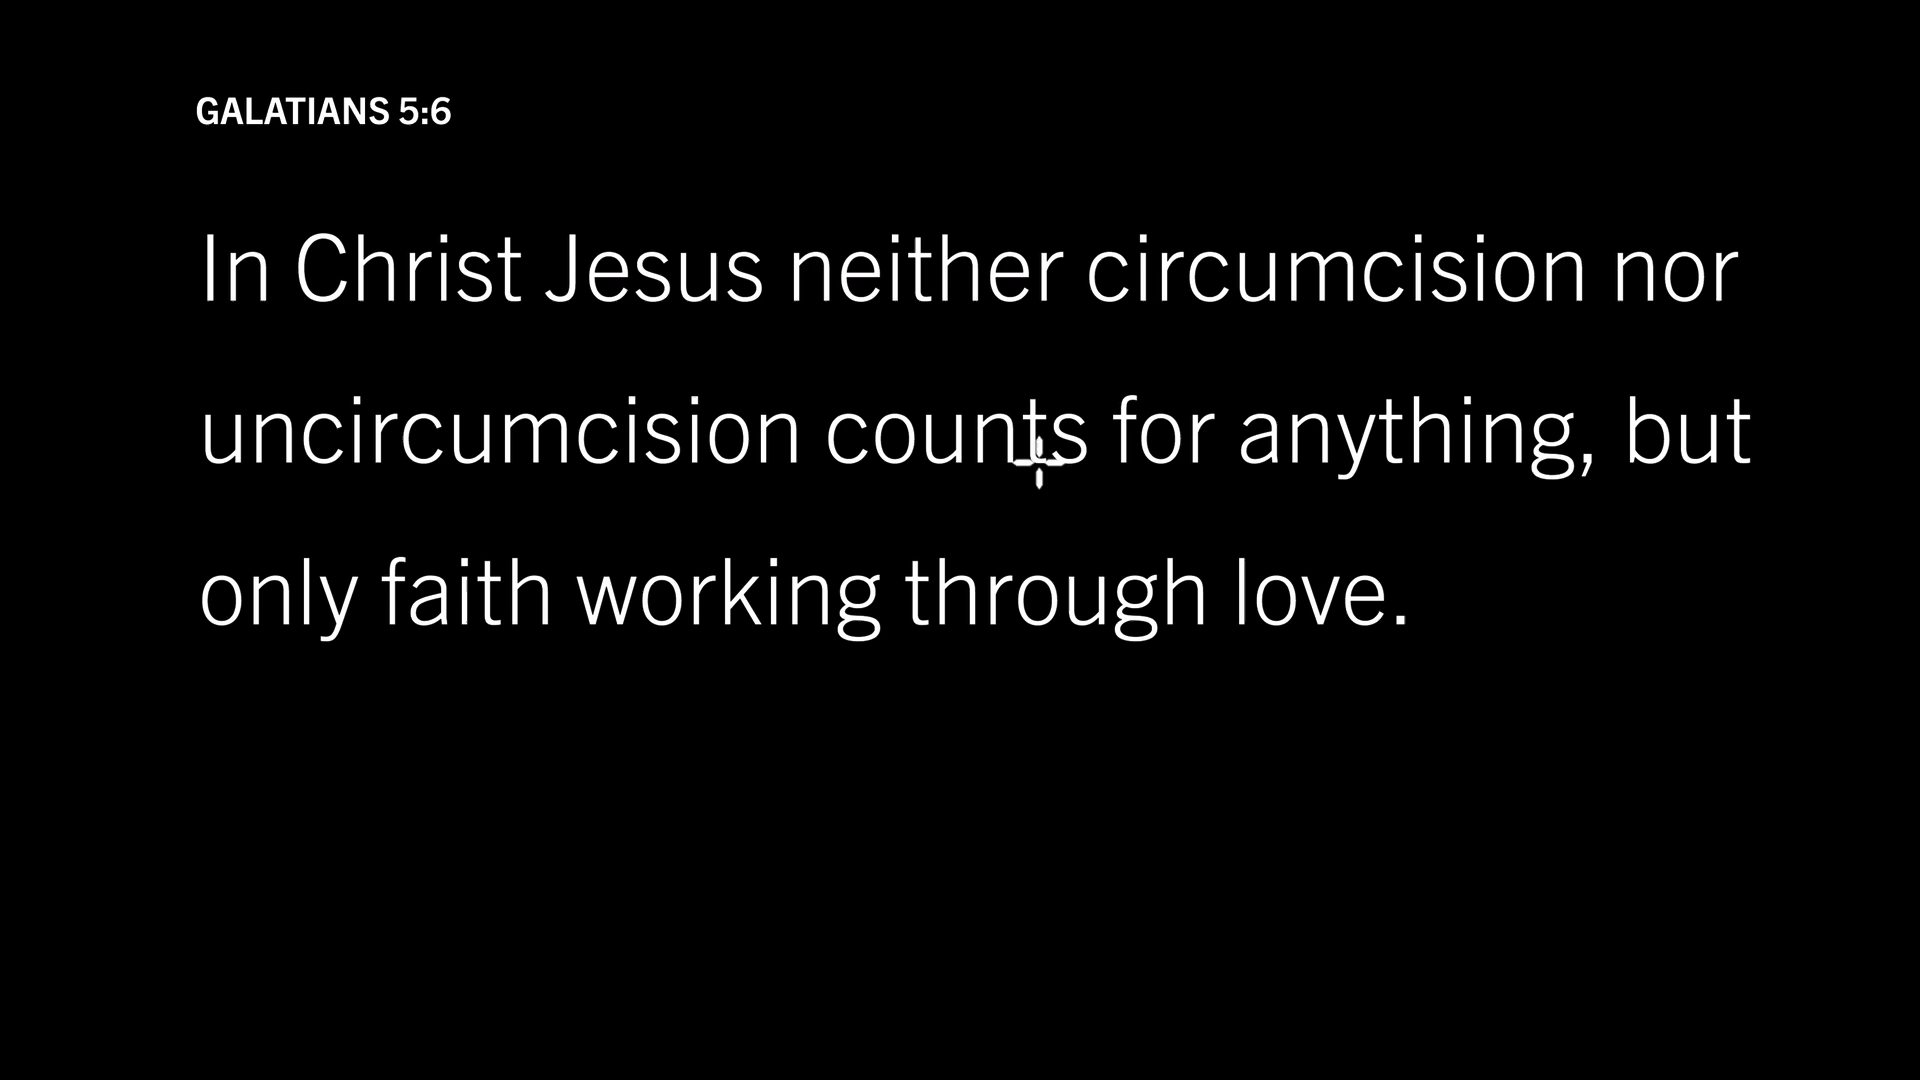 GALATIANS 5:6
In Christ Jesus neither circumcision nor
uncircumcision counts for anything, but
only faith working through love.